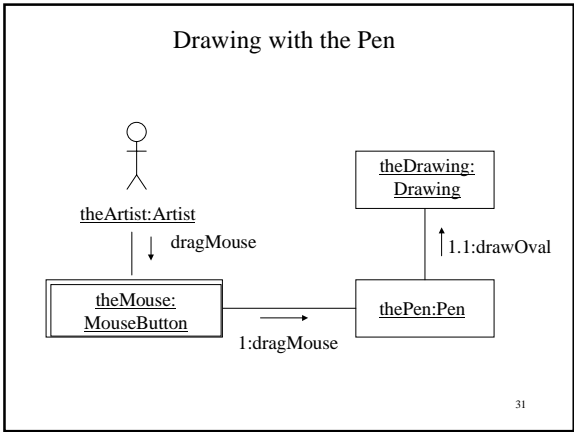 Drawing with the Pen
theArtist:Artist
dragMouse
theDrawing:
Drawing
1.1:drawOval
theMouse:
MouseButton
1:dragMouse
thePen:Pen
31